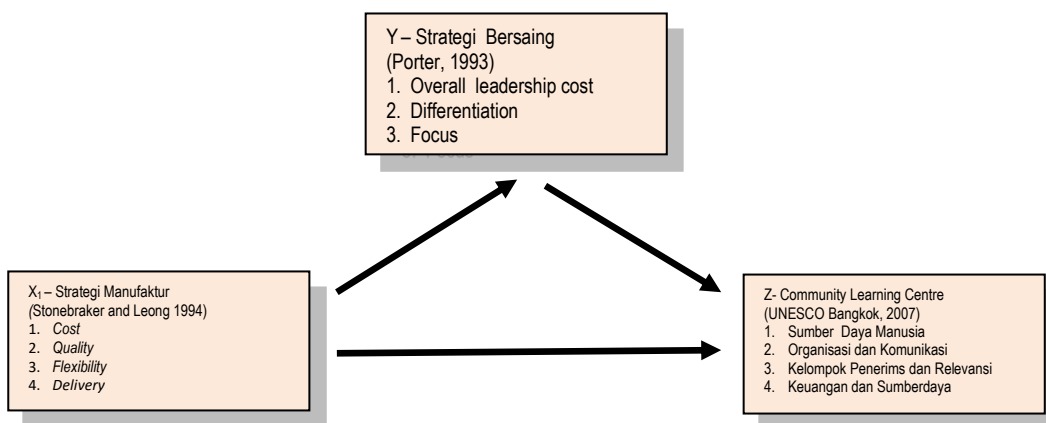 Y – Strategi Bersaing
(Porter, 1993)
1. Overall leadership cost
2. Differentiation
3. Focus
X₁ – Strategi Manufaktur
(Stonebraker and Leong 1994)
1. Cost
2. Quality
3. Flexibility
4. Delivery
Z- Community Learning Centre
(UNESCO Bangkok, 2007)
1. Sumber Daya Manusia
2. Organisasi dan Komunikasi
3. Kelompok Penerims dan Relevansi
4. Keuangan dan Sumberdaya